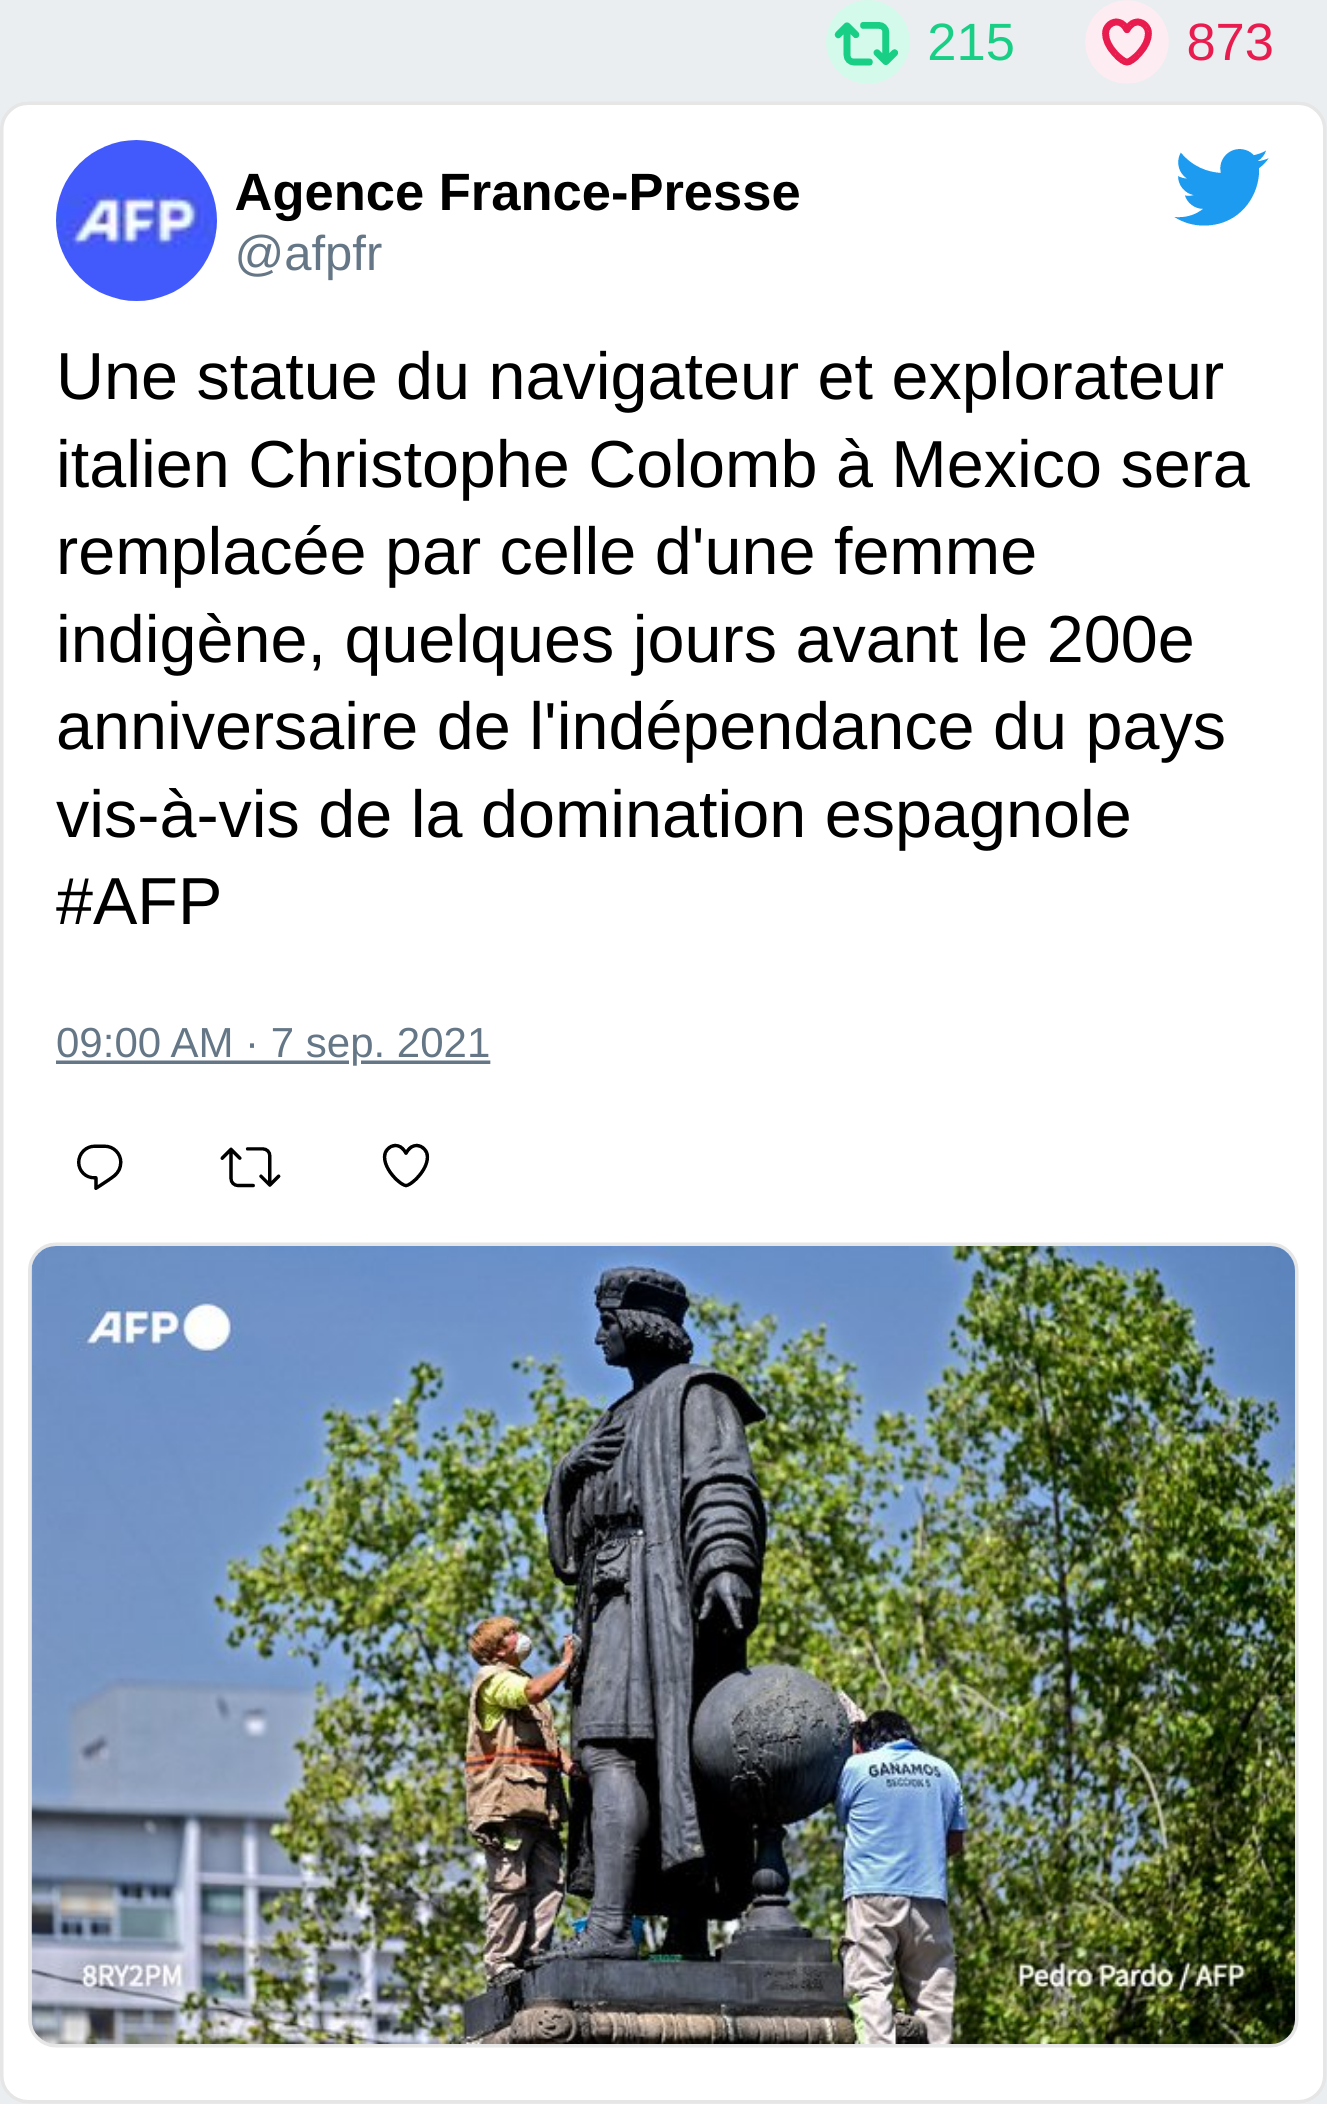 215 873
AFP
Agence France-Presse
@afpfr
Une statue du navigateur et explorateur
italien Christophe Colomb à Mexico sera
remplacée par celle d'une femme
indigène, quelques jours avant le 200e
anniversaire de l'indépendance du pays
vis-à-vis de la domination espagnole
#AFP
09:00 AM · 7 sep. 2021
AFP
GANAMOS
SECCION 5
8RY2PM
Pedro Pardo / AFP